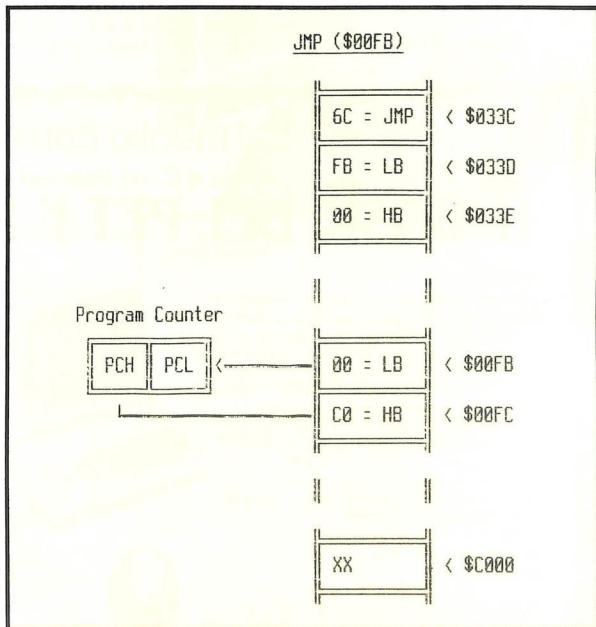 JMP ($00FB)
6C = JMP < $033C
FB = LB < $033D
00 = HB < $033E
Program Counter
PCH PCL < 00 = LB < $00FB
C0 = HB < $00FC
XX < $C000